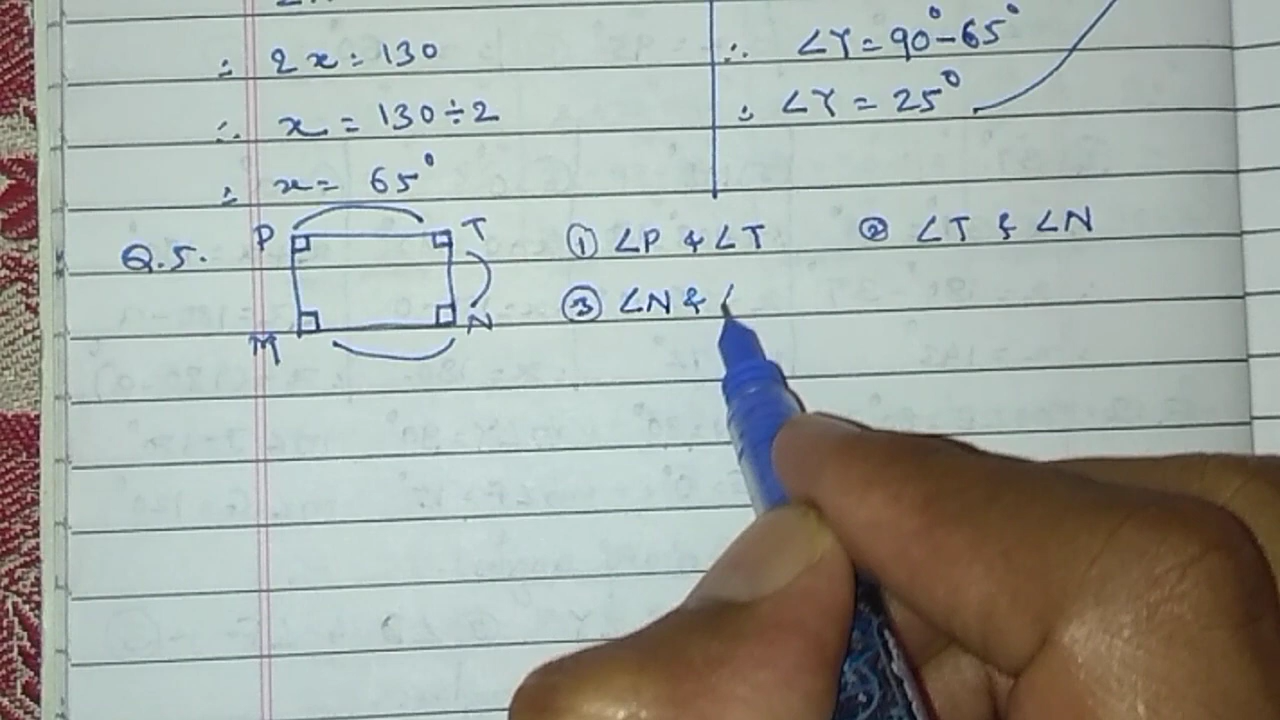 ∴ 2x = 130
∴ x = 130 ÷ 2
∴ x = 65°
∴ ∠Y = 90° - 65°
∴ ∠Y = 25°
Q.5.
P T
M N
① ∠P & ∠T ② ∠T & ∠N
③ ∠N & ∠